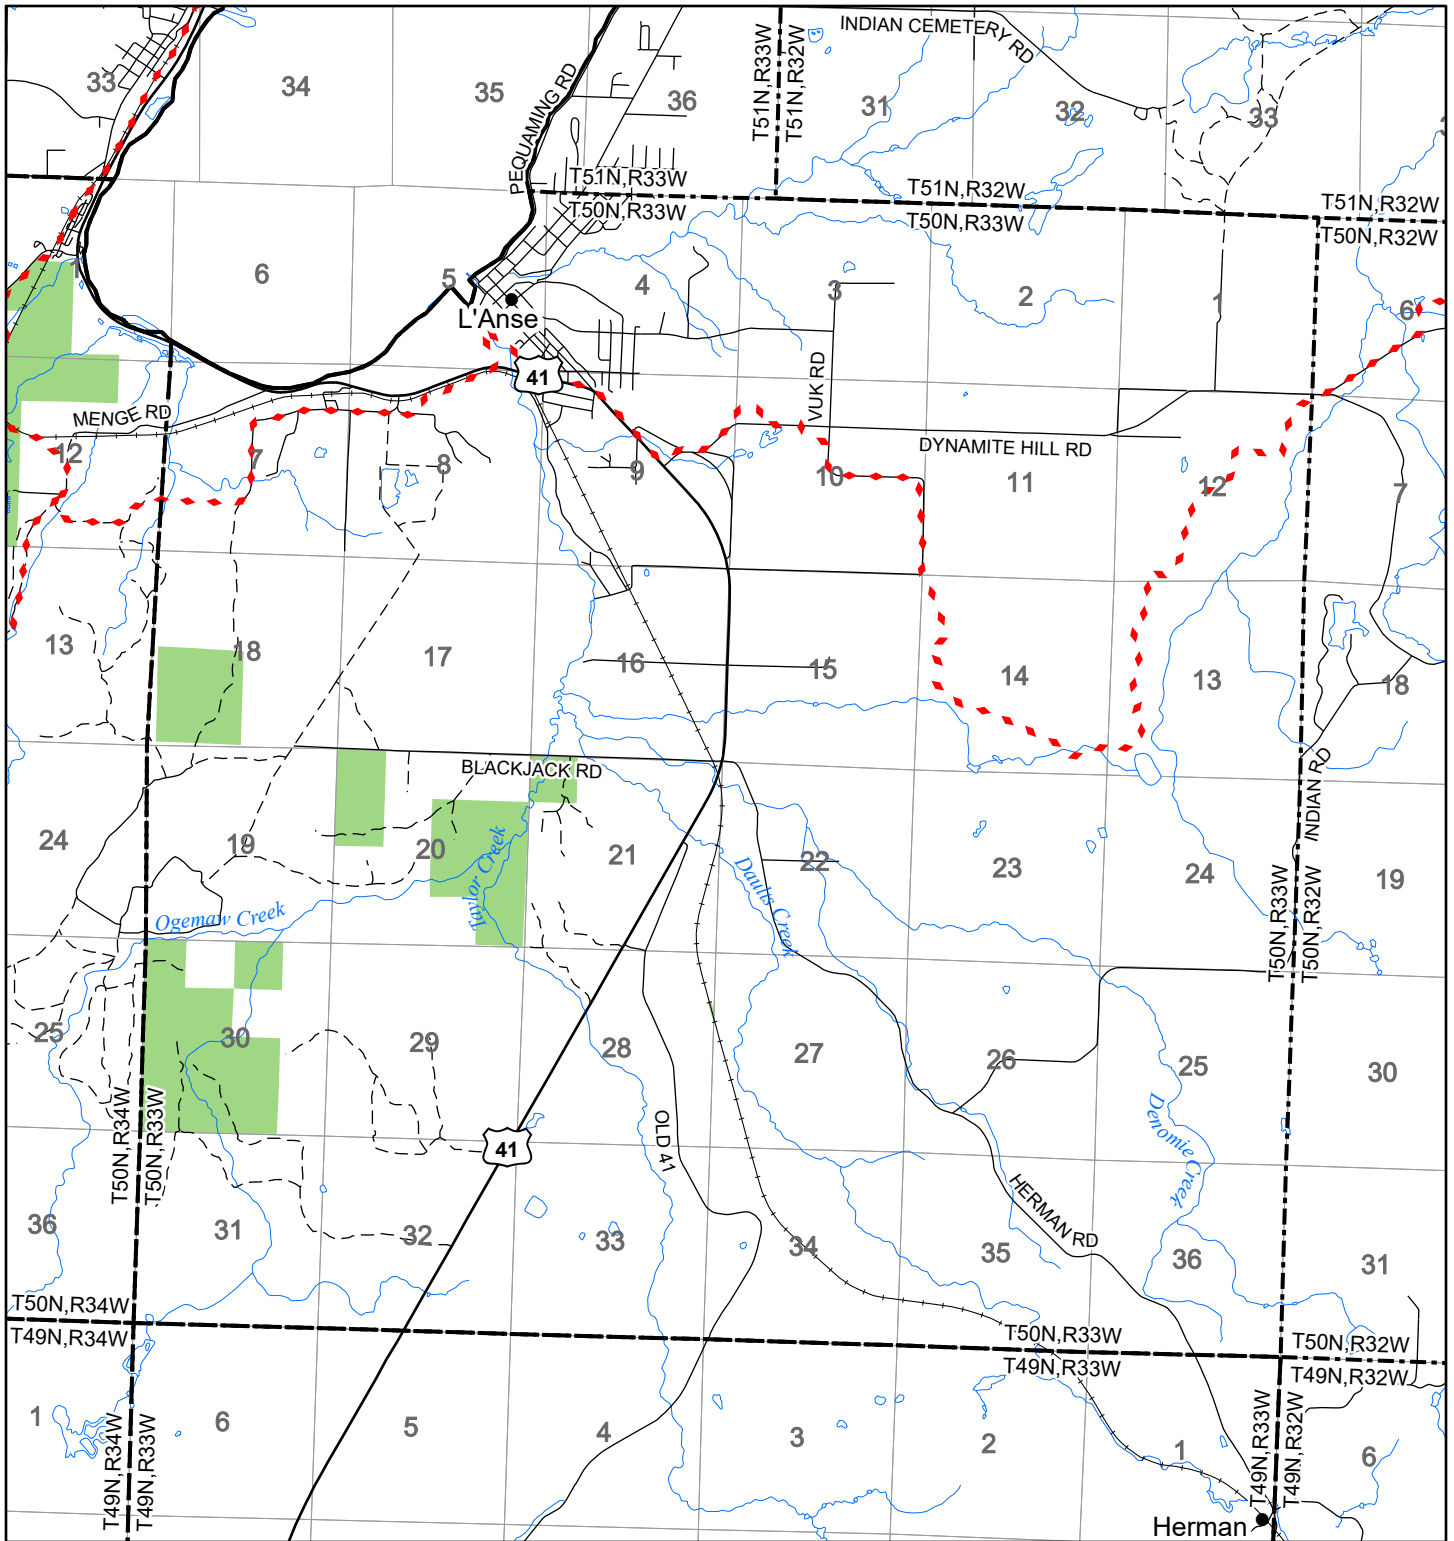 INDIAN CEMETERY RD
33
34
35
36
31
32
33
PEQUAMING RD
T51N,R33W
T51N,R32W
T51N,R33W
T50N,R33W
T51N,R32W
T50N,R33W
T51N,R32W
T50N,R32W
1
6
5
4
3
2
1
6
L'Anse
41
VUK RD
MENGE RD
DYNAMITE HILL RD
12
7
8
9
10
11
12
7
13
18
17
16
15
14
13
18
BLACKJACK RD
INDIAN RD
24
19
20
21
22
23
24
19
Taylor Creek
Daults Creek
Ogemaw Creek
T50N,R33W
T50N,R32W
25
30
29
28
27
26
25
30
T50N,R34W
T50N,R33W
OLD 41
41
Denomie Creek
HERMAN RD
36
31
32
33
34
35
36
31
T50N,R34W
T49N,R34W
T50N,R33W
T49N,R33W
T50N,R32W
T49N,R32W
1
6
5
4
3
2
1
6
T49N,R34W
T49N,R33W
T49N,R33W
T49N,R32W
Herman